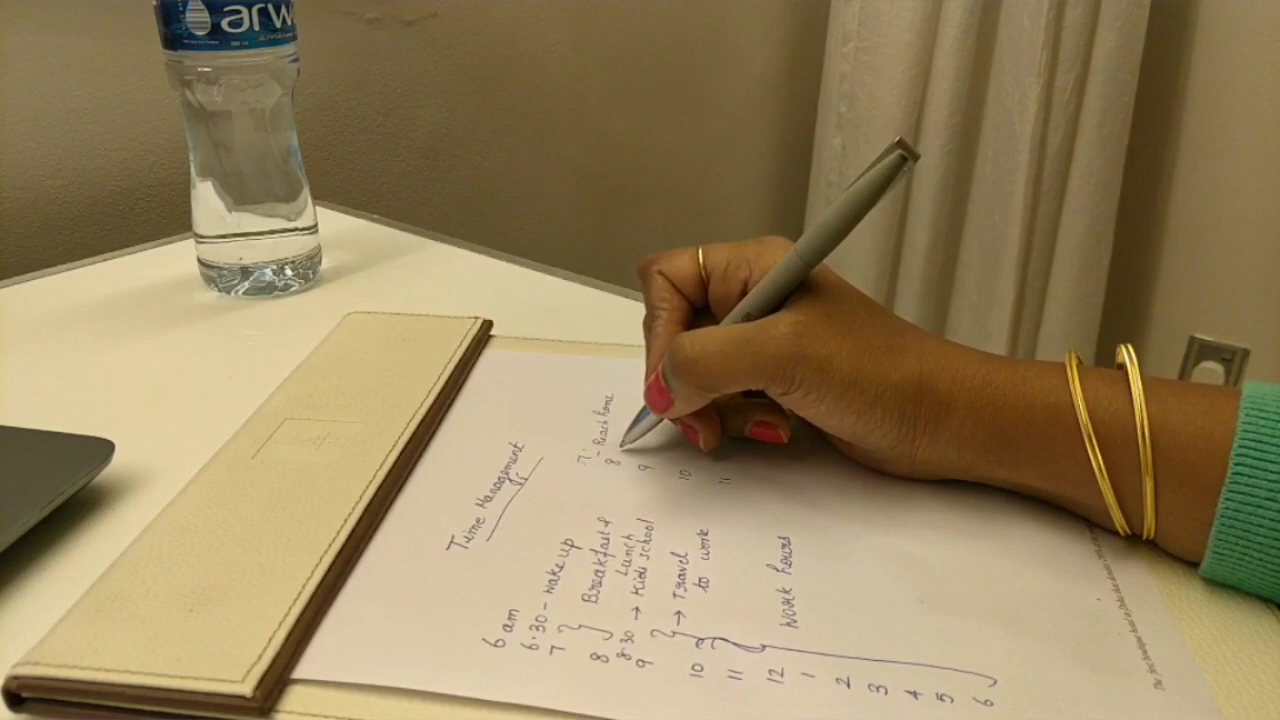 arw
Time Management
6 am
6.30 - wake up
7
Breakfast &
Lunch
8
8.30 → Kids school
9
→ Travel
to work
10
11
12
work hours
1
2
3
4
5
6
7 - Reach home
8
9
10
11